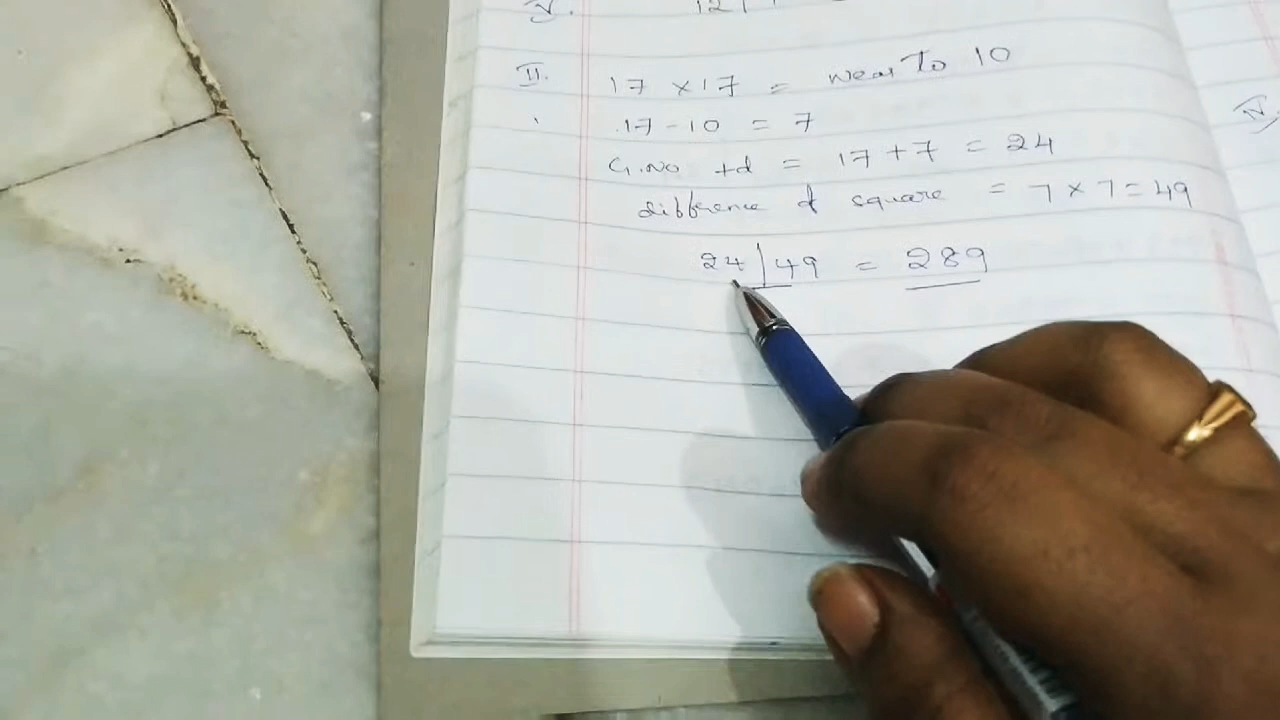 II. 17 × 17 = Near To 10
17 - 10 = 7
G.No +d = 17 + 7 = 24
difference of square = 7 × 7 = 49
24 | 49 = 289